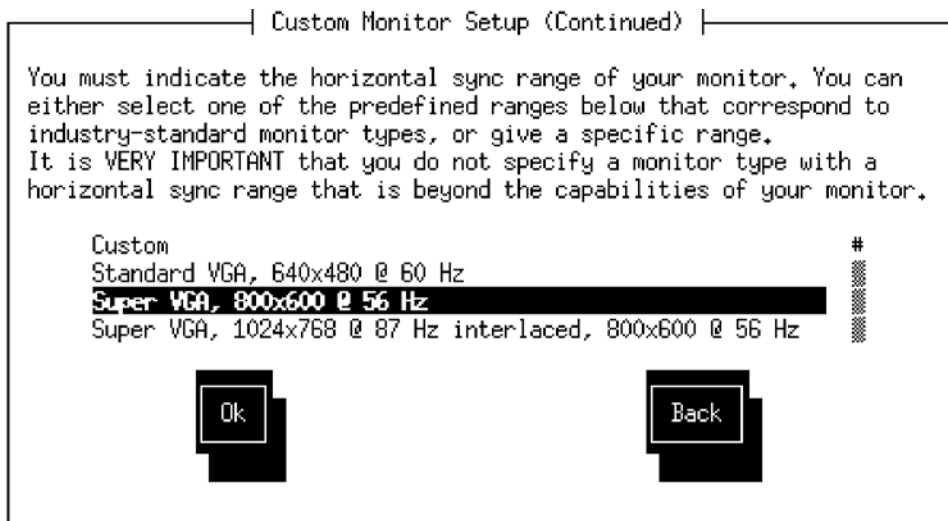 Custom Monitor Setup (Continued)
You must indicate the horizontal sync range of your monitor. You can
either select one of the predefined ranges below that correspond to
industry-standard monitor types, or give a specific range.
It is VERY IMPORTANT that you do not specify a monitor type with a
horizontal sync range that is beyond the capabilities of your monitor.
Custom #
Standard VGA, 640x480 @ 60 Hz
Super VGA, 800x600 @ 56 Hz
Super VGA, 1024x768 @ 87 Hz interlaced, 800x600 @ 56 Hz
Ok Back